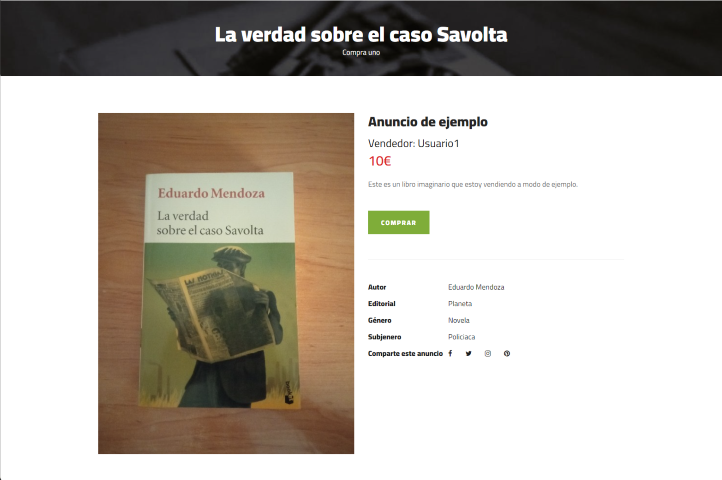 La verdad sobre el caso Savolta
Compra uno
Eduardo Mendoza
La verdad
sobre el caso Savolta
Anuncio de ejemplo
Vendedor: Usuario1
10€
Este es un libro imaginario que estoy vendiendo a modo de ejemplo.
COMPRAR
Autor Eduardo Mendoza
Editorial Planeta
Género Novela
Subjenero Policiaca
Comparte este anuncio